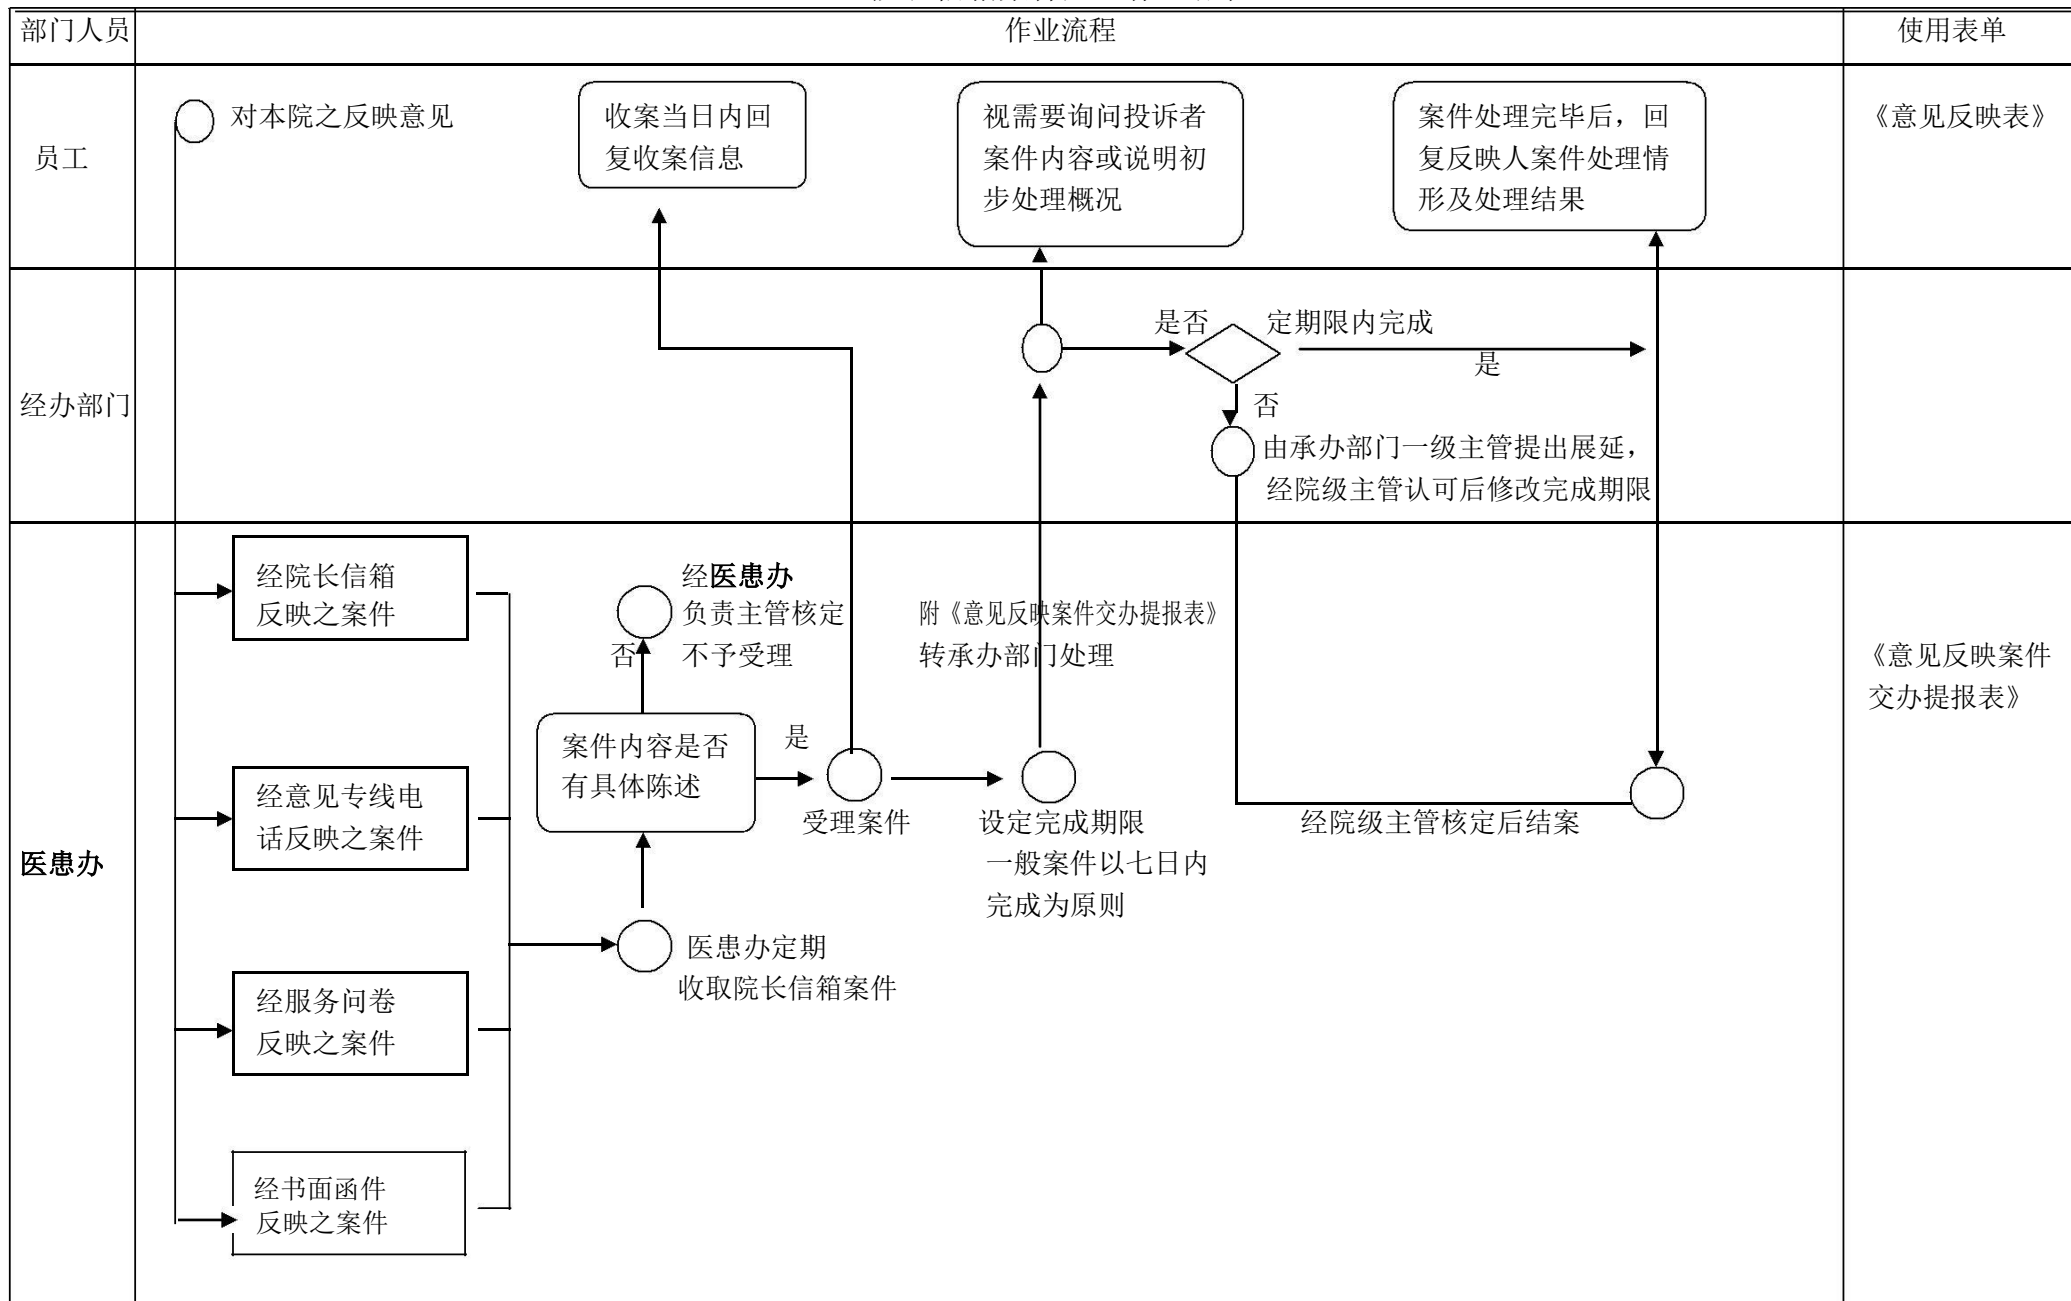 部门人员
作业流程
使用表单
员工
对本院之反映意见
收案当日内回
复收案信息
视需要询问投诉者
案件内容或说明初
步处理概况
案件处理完毕后，回
复反映人案件处理情
形及处理结果
《意见反映表》
经办部门
是否
定期限内完成
是
否
由承办部门一级主管提出展延，
经院级主管认可后修改完成期限
医患办
经院长信箱
反映之案件
经意见专线电
话反映之案件
经服务问卷
反映之案件
经书面函件
反映之案件
经医患办
负责主管核定
不予受理
否
案件内容是否
有具体陈述
是
受理案件
医患办定期
收取院长信箱案件
附《意见反映案件交办提报表》
转承办部门处理
设定完成期限
一般案件以七日内
完成为原则
经院级主管核定后结案
《意见反映案件
交办提报表》